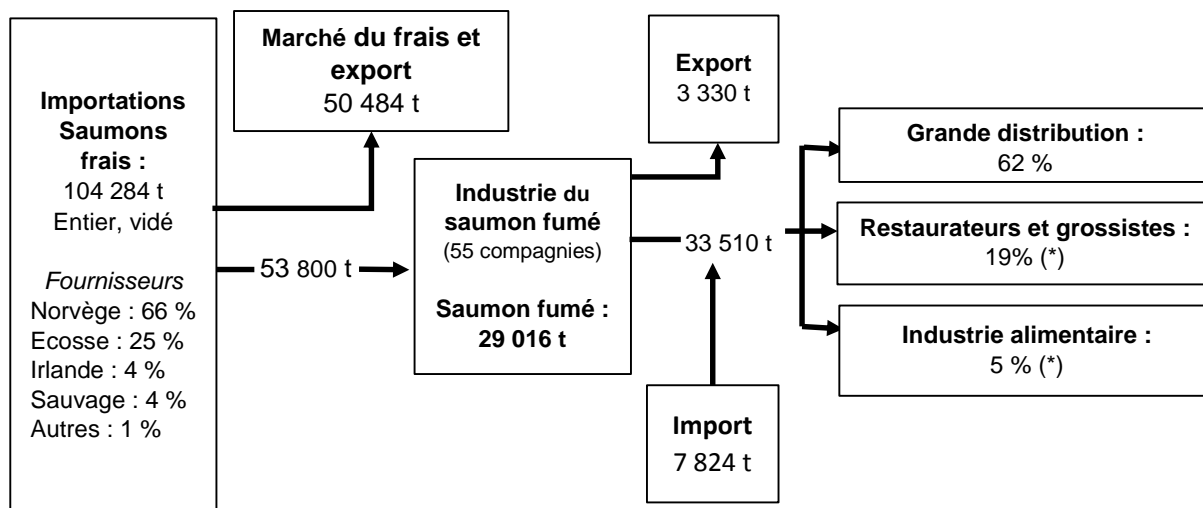 Importations
Saumons
frais :
104 284 t
Entier, vidé
Fournisseurs
Norvège : 66 %
Ecosse : 25 %
Irlande : 4 %
Sauvage : 4 %
Autres : 1 %
Marché du frais et
export
50 484 t
53 800 t
Industrie du
saumon fumé
(55 compagnies)
Saumon fumé :
29 016 t
Export
3 330 t
33 510 t
Import
7 824 t
Grande distribution :
62 %
Restaurateurs et grossistes :
19% (*)
Industrie alimentaire :
5 % (*)